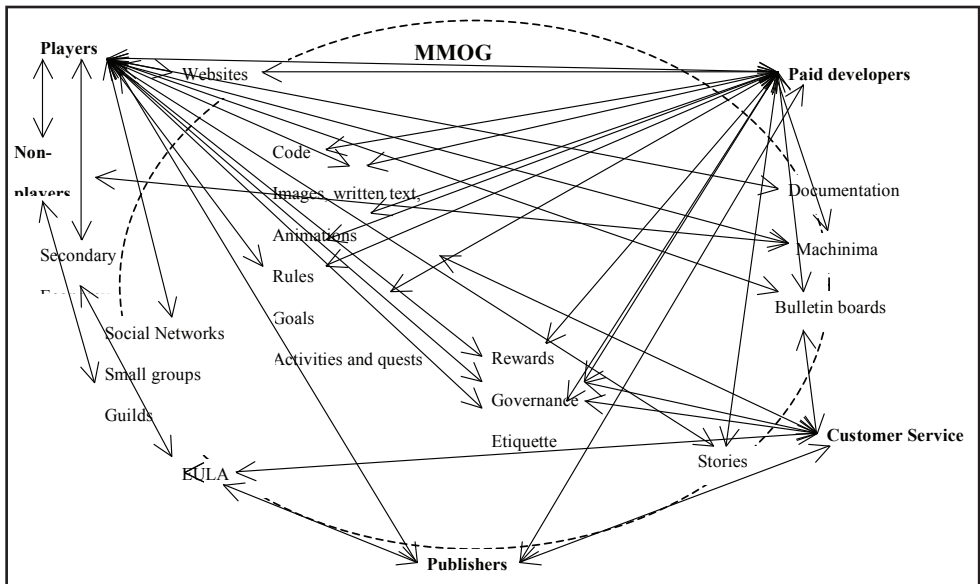 MMOG
Players
Websites
Paid developers
Code
Non-
players
Images, written text,
Documentation
Animations
Machinima
Secondary
Rules
Bulletin boards
Goals
Social Networks
Activities and quests
Rewards
Small groups
Governance
Guilds
Etiquette
Customer Service
Stories
EULA
Publishers